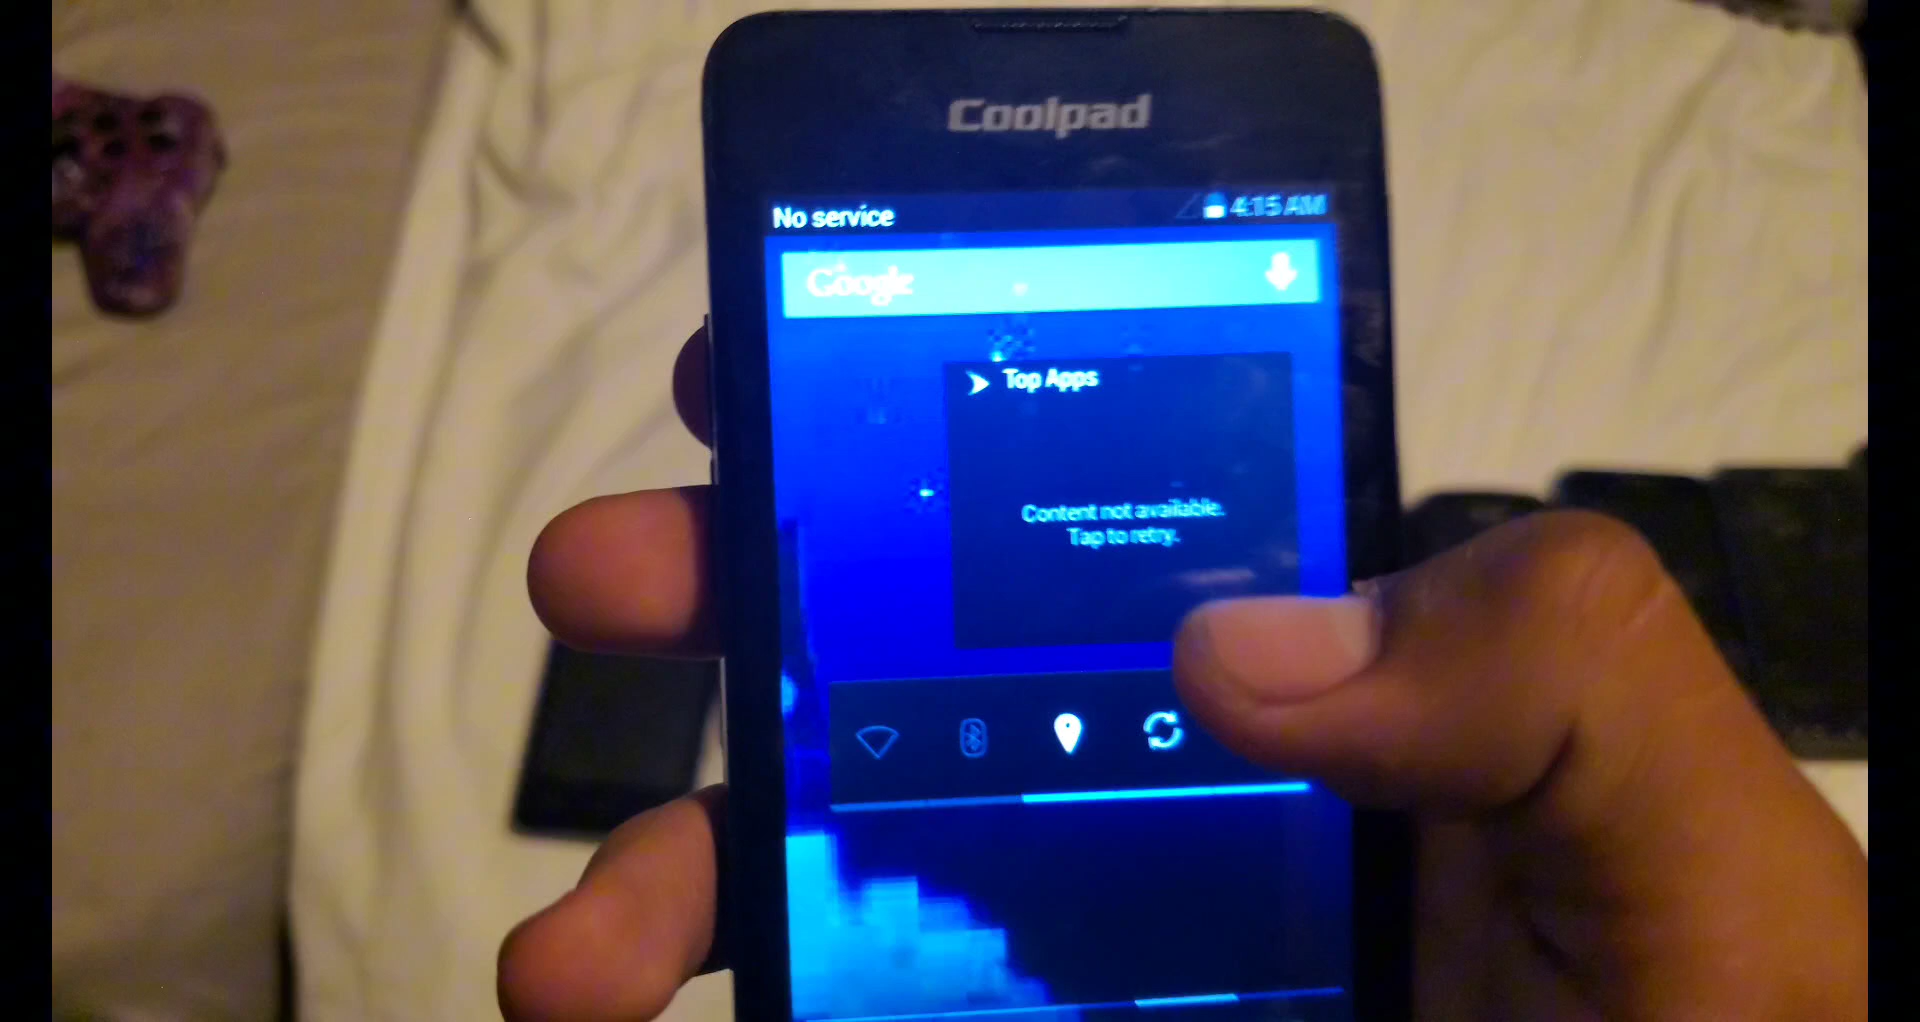 Coolpad
No service 4:15 AM
Google
Top Apps
Content not available.
Tap to retry.